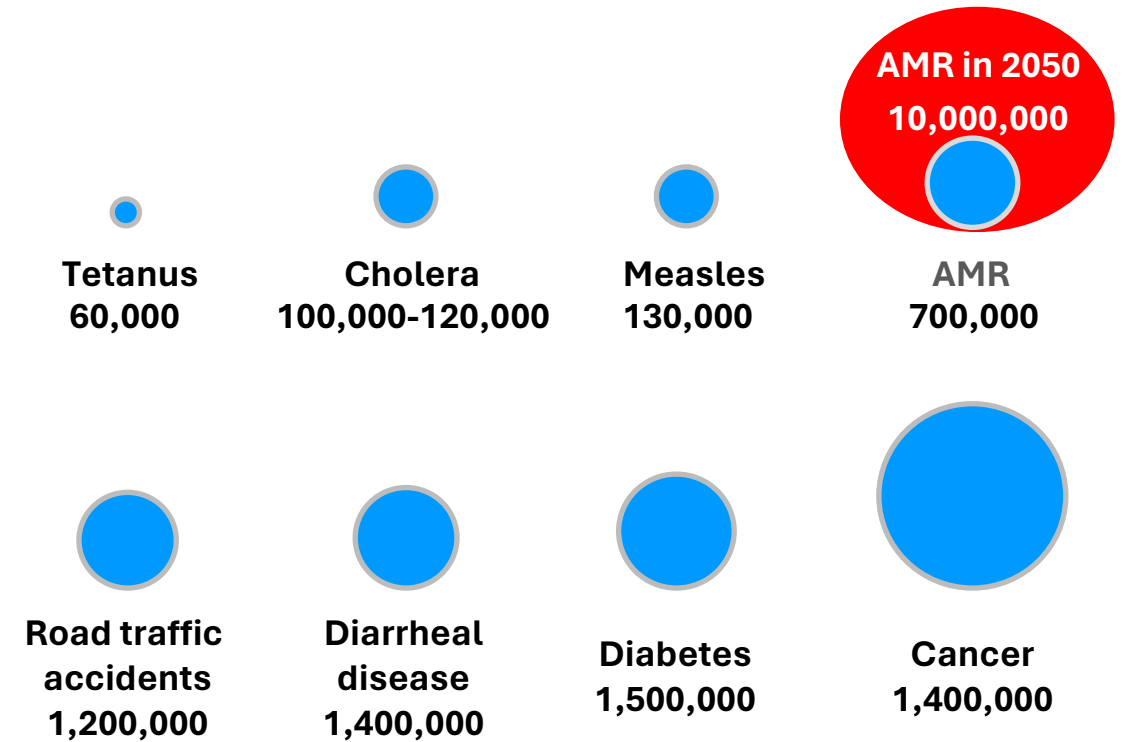 AMR in 2050
10,000,000
Tetanus
60,000
Cholera
100,000-120,000
Measles
130,000
AMR
700,000
Road traffic
accidents
1,200,000
Diarrheal
disease
1,400,000
Diabetes
1,500,000
Cancer
1,400,000